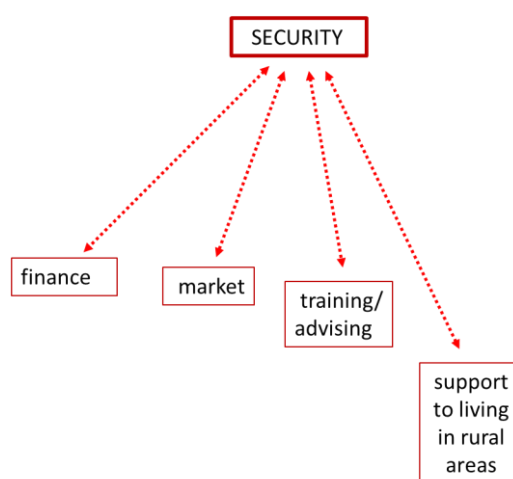 SECURITY
finance
market
training/
advising
support
to living
in rural
areas